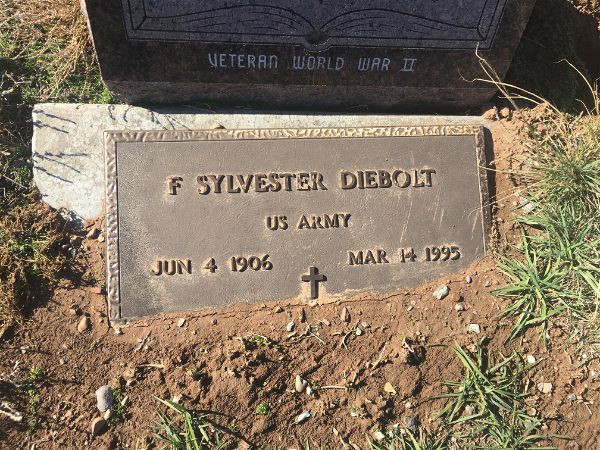 VETERAN WORLD WAR II
F SYLVESTER DIEBOLT
US ARMY
JUN 4 1906 MAR 14 1995